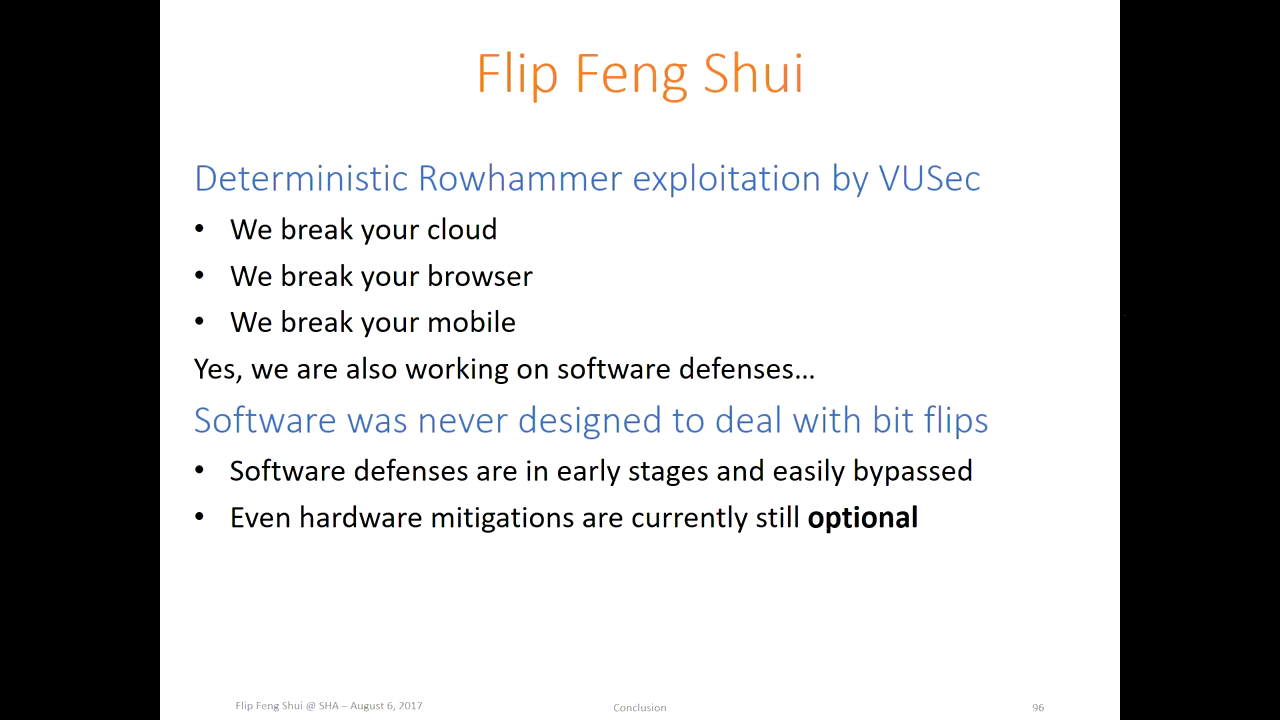 Flip Feng Shui
Deterministic Rowhammer exploitation by VUSec
• We break your cloud
• We break your browser
• We break your mobile
Yes, we are also working on software defenses…
Software was never designed to deal with bit flips
• Software defenses are in early stages and easily bypassed
• Even hardware mitigations are currently still optional
Flip Feng Shui @ SHA – August 6, 2017
Conclusion
96